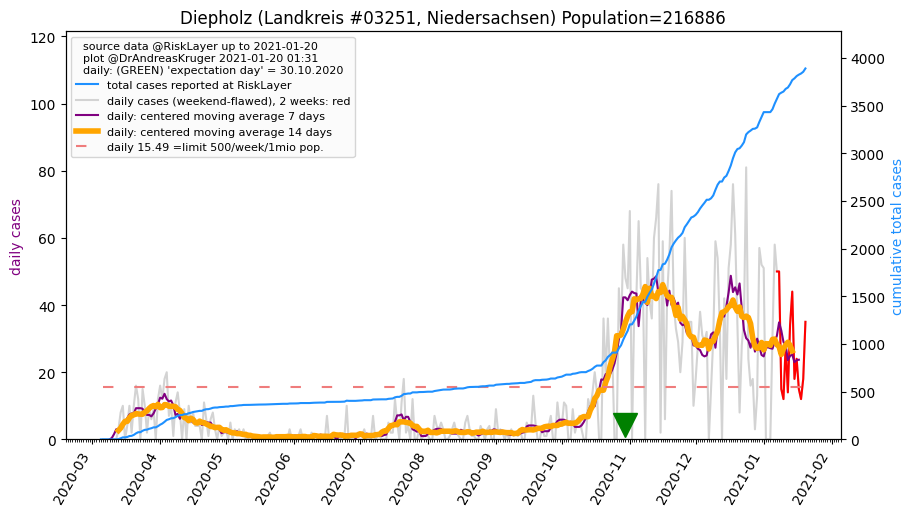 Diepholz (Landkreis #03251, Niedersachsen) Population=216886
source data @RiskLayer up to 2021-01-20
plot @DrAndreasKruger 2021-01-20 01:31
daily: (GREEN) 'expectation day' = 30.10.2020
total cases reported at RiskLayer
daily cases (weekend-flawed), 2 weeks: red
daily: centered moving average 7 days
daily: centered moving average 14 days
daily 15.49 =limit 500/week/1mio pop.
daily cases
120
100
80
60
40
20
0
cumulative total cases
4000
3500
3000
2500
2000
1500
1000
500
0
2020-03
2020-04
2020-05
2020-06
2020-07
2020-08
2020-09
2020-10
2020-11
2020-12
2021-01
2021-02